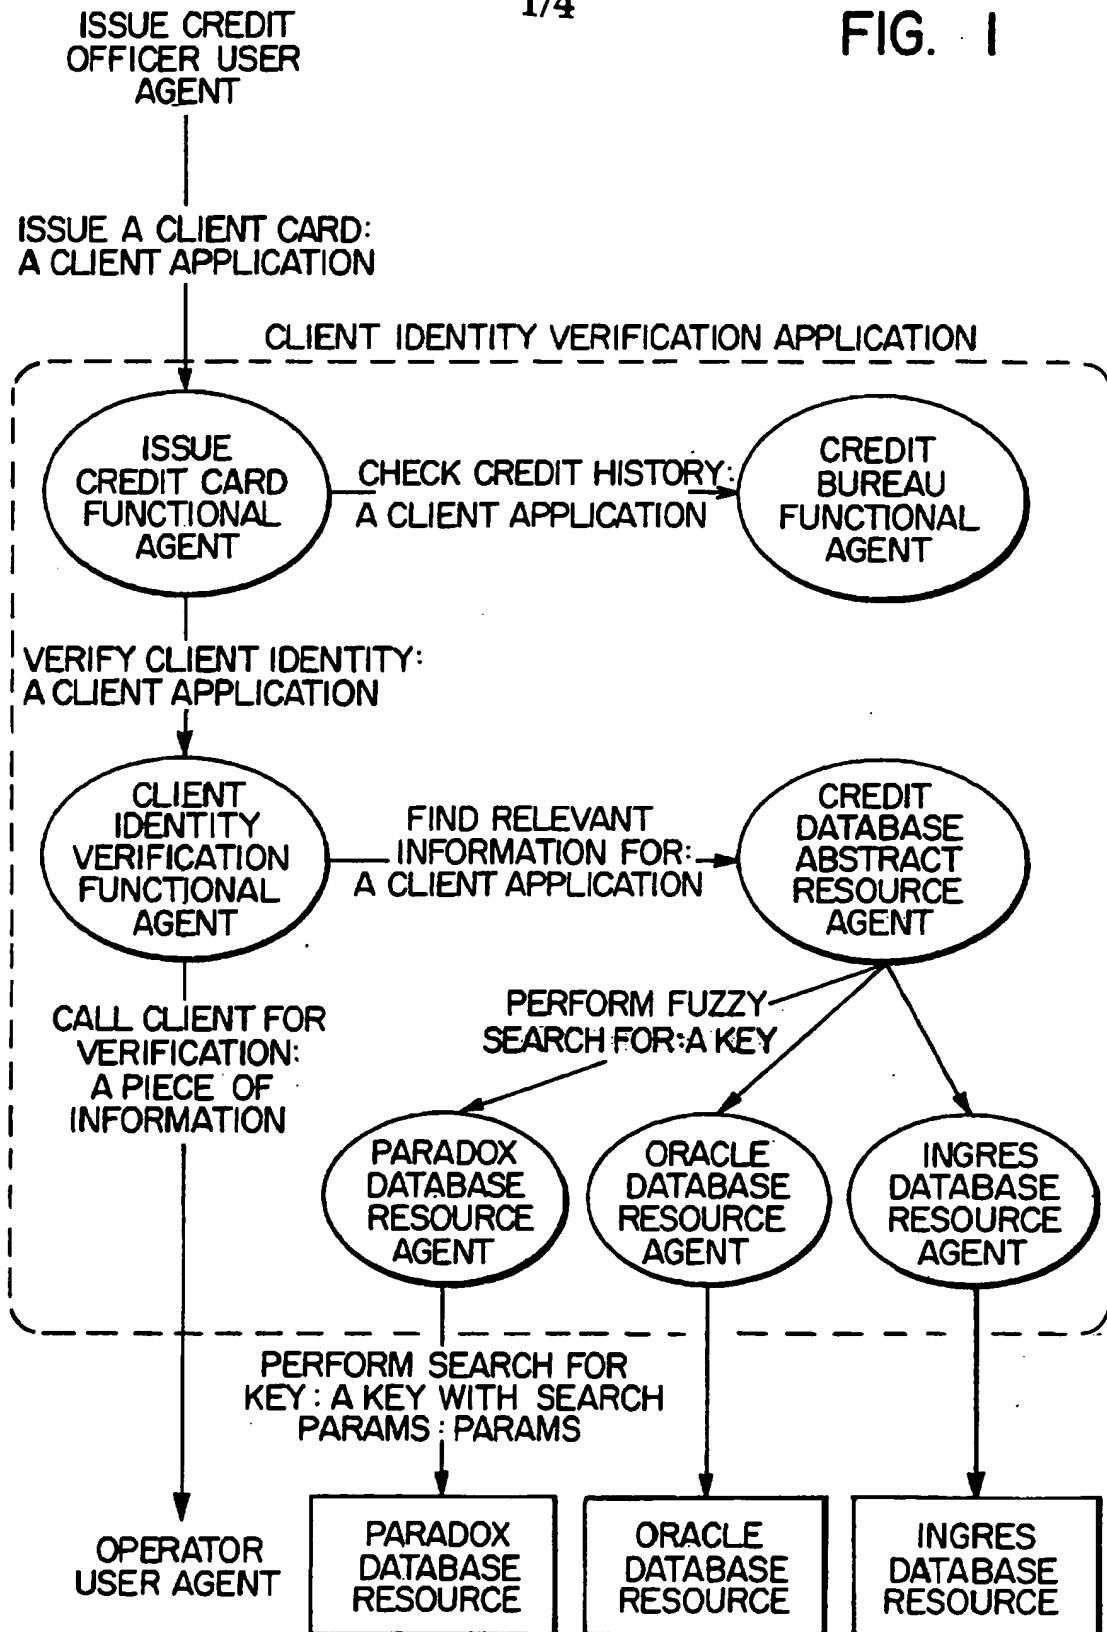 1/4
FIG. 1
ISSUE CREDIT
OFFICER USER
AGENT
ISSUE A CLIENT CARD:
A CLIENT APPLICATION
CLIENT IDENTITY VERIFICATION APPLICATION
ISSUE
CREDIT CARD
FUNCTIONAL
AGENT
CHECK CREDIT HISTORY:
A CLIENT APPLICATION
CREDIT
BUREAU
FUNCTIONAL
AGENT
VERIFY CLIENT IDENTITY:
A CLIENT APPLICATION
CLIENT
IDENTITY
VERIFICATION
FUNCTIONAL
AGENT
FIND RELEVANT
INFORMATION FOR:
A CLIENT APPLICATION
CREDIT
DATABASE
ABSTRACT
RESOURCE
AGENT
CALL CLIENT FOR
VERIFICATION:
A PIECE OF
INFORMATION
PERFORM FUZZY
SEARCH FOR: A KEY
PARADOX
DATABASE
RESOURCE
AGENT
ORACLE
DATABASE
RESOURCE
AGENT
INGRES
DATABASE
RESOURCE
AGENT
PERFORM SEARCH FOR
KEY: A KEY WITH SEARCH
PARAMS: PARAMS
OPERATOR
USER AGENT
PARADOX
DATABASE
RESOURCE
ORACLE
DATABASE
RESOURCE
INGRES
DATABASE
RESOURCE